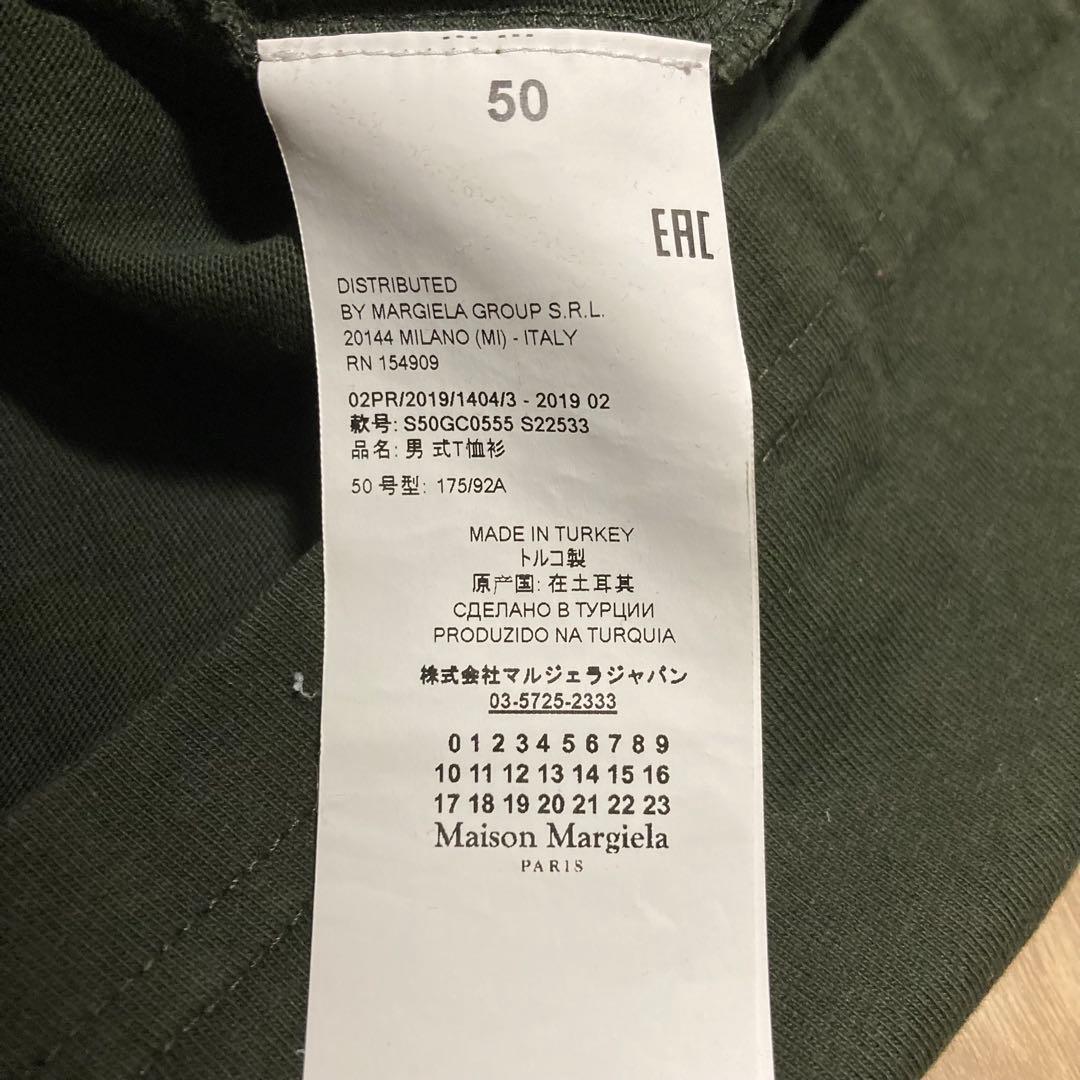 50
EAC
DISTRIBUTED
BY MARGIELA GROUP S.R.L.
20144 MILANO (MI) - ITALY
RN 154909
02PR/2019/1404/3 - 2019 02
款号: S50GC0555 S22533
品名: 男 式T恤衫
50 号型: 175/92A
MADE IN TURKEY
トルコ製
原产国: 在土耳其
СДЕЛАНО В ТУРЦИИ
PRODUZIDO NA TURQUIA
株式会社マルジェラジャパン
03-5725-2333
0 1 2 3 4 5 6 7 8 9
10 11 12 13 14 15 16
17 18 19 20 21 22 23
Maison Margiela
PARIS